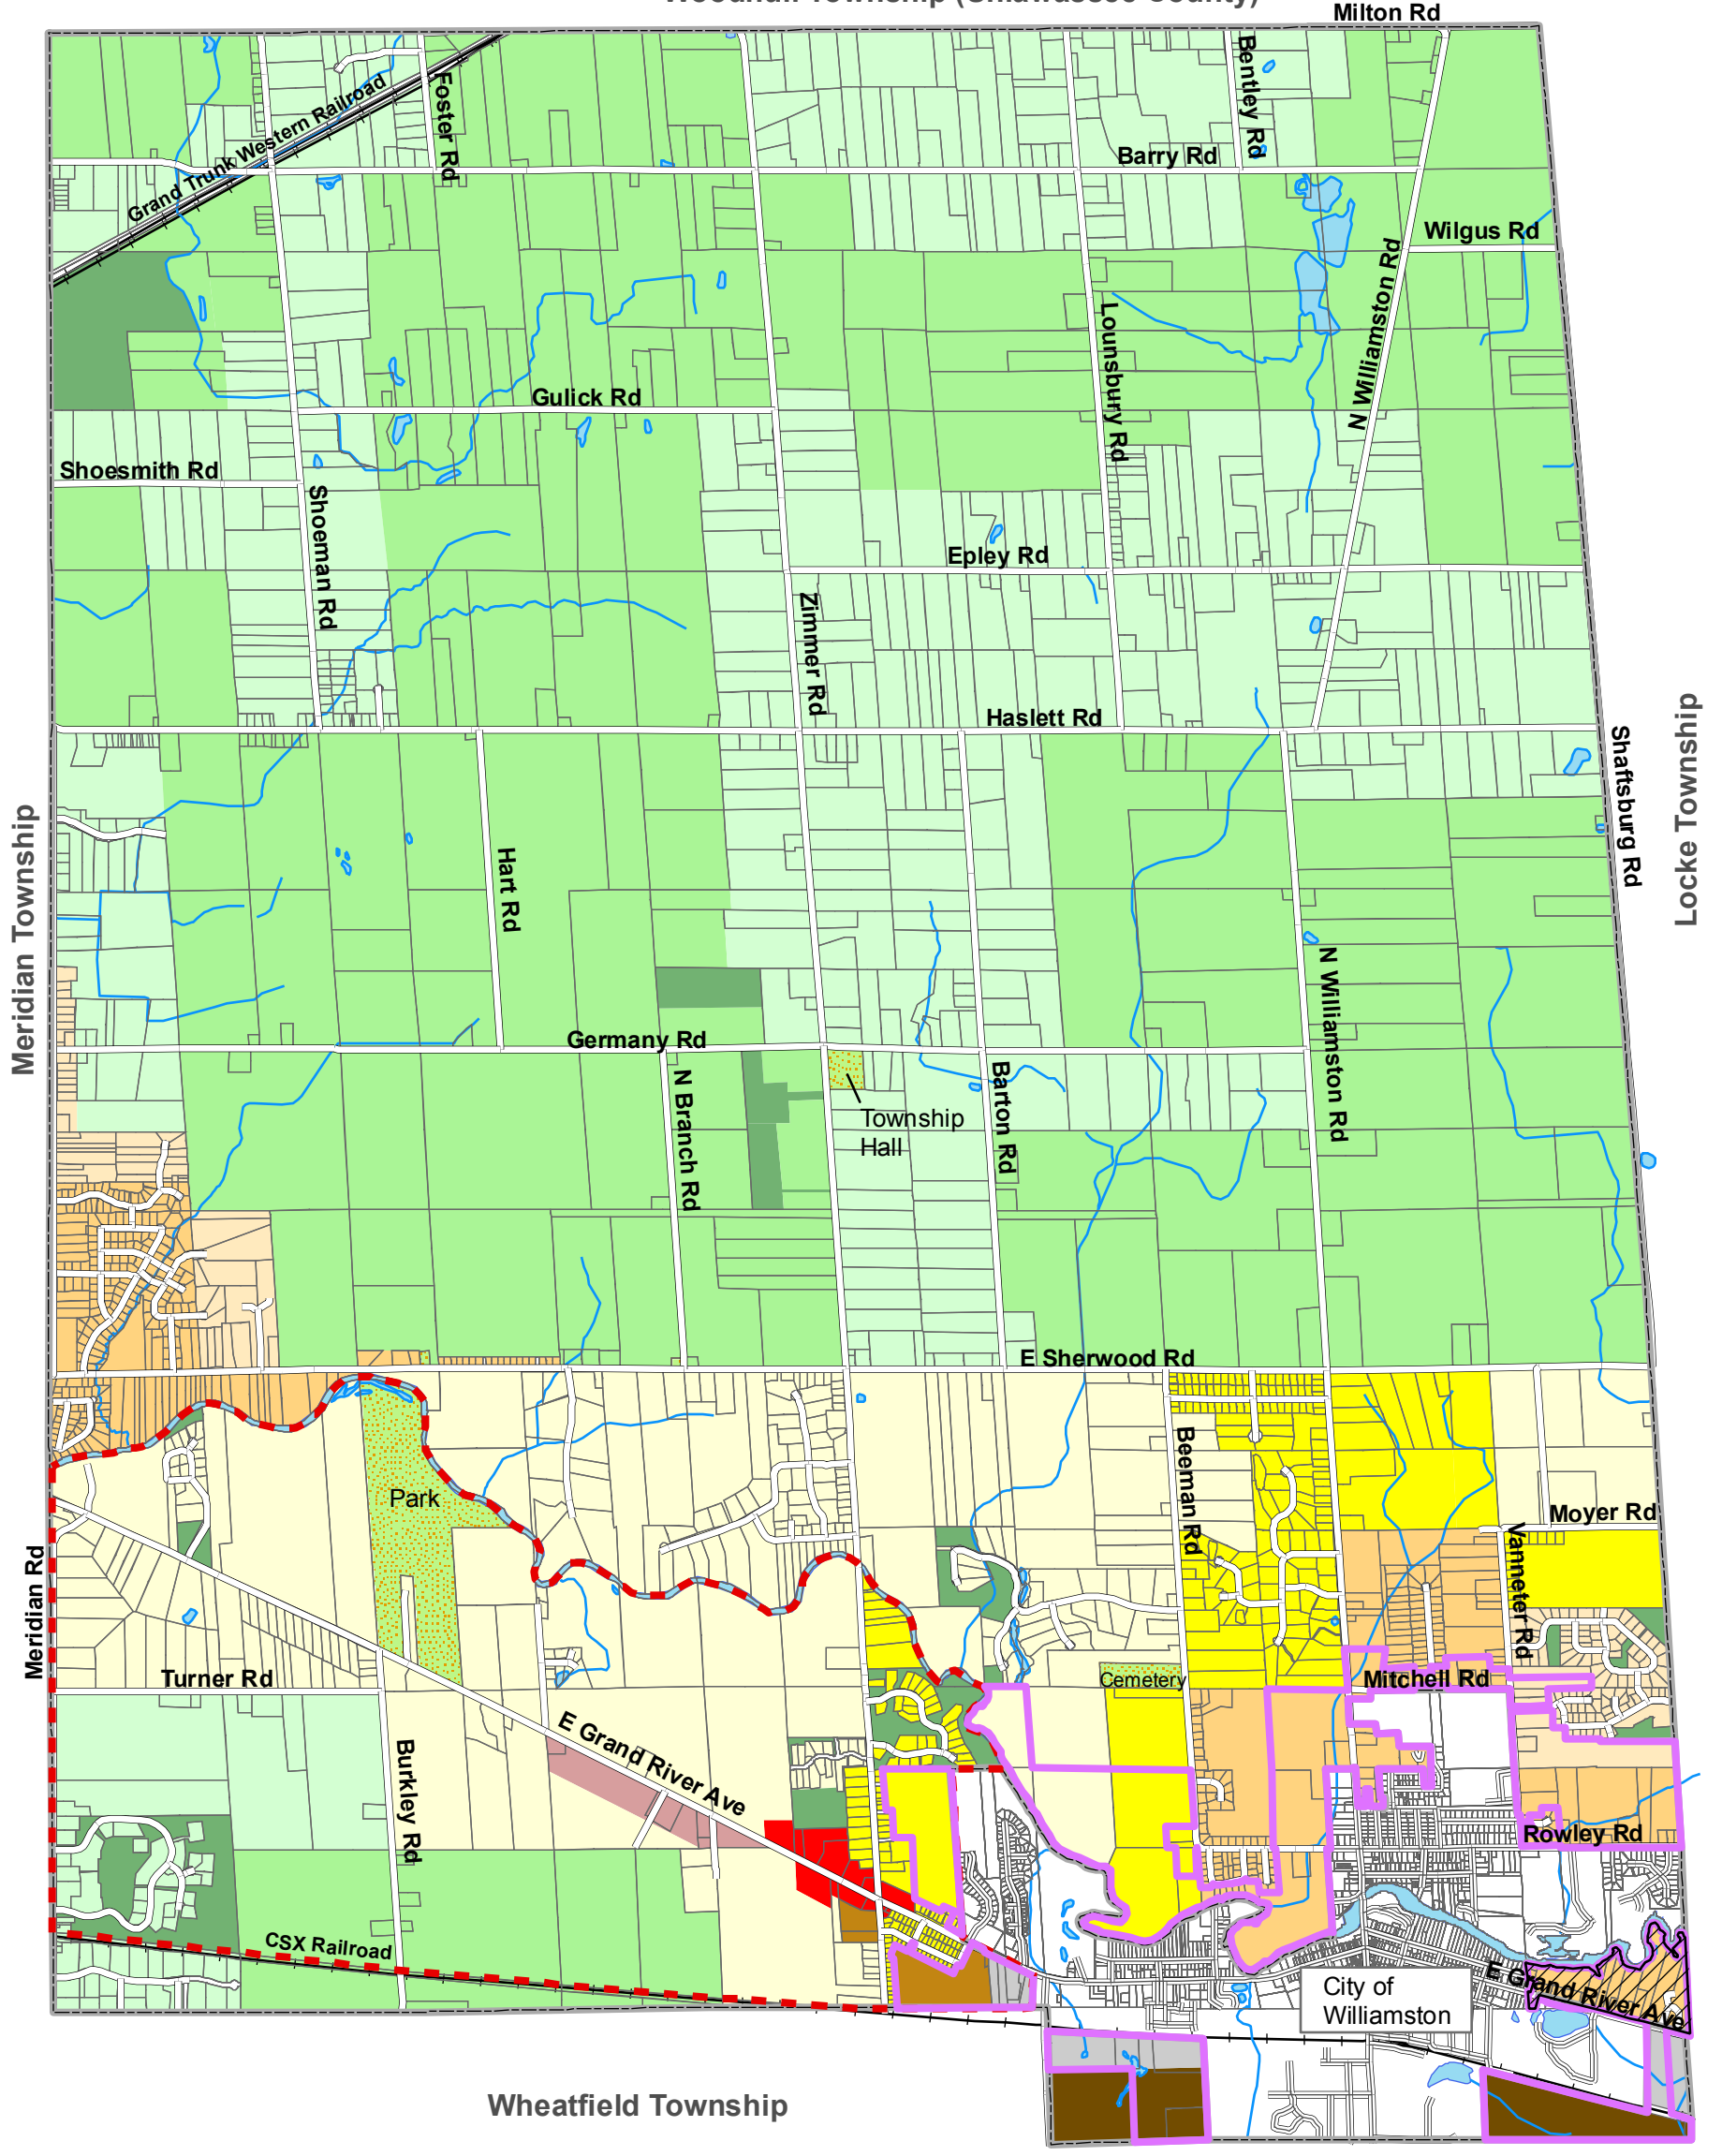 Woodhull Township (Shiawassee County)
Milton Rd
Bentley Rd
Foster Rd
Grand Trunk Western Railroad
Barry Rd
Wilgus Rd
N Williamston Rd
Lounsbury Rd
Gulick Rd
Shoesmith Rd
Shoeman Rd
Epley Rd
Zimmer Rd
Haslett Rd
Shaftsburg Rd
Locke Township
Meridian Township
Hart Rd
N Williamston Rd
Germany Rd
N Branch Rd
Barton Rd
Township
Hall
E Sherwood Rd
Beeman Rd
Park
Moyer Rd
Vanneter Rd
Meridian Rd
Turner Rd
Cemetery
Mitchell Rd
E Grand River Ave
Burkley Rd
Rowley Rd
CSX Railroad
E Grand River Ave
City of
Williamston
Wheatfield Township